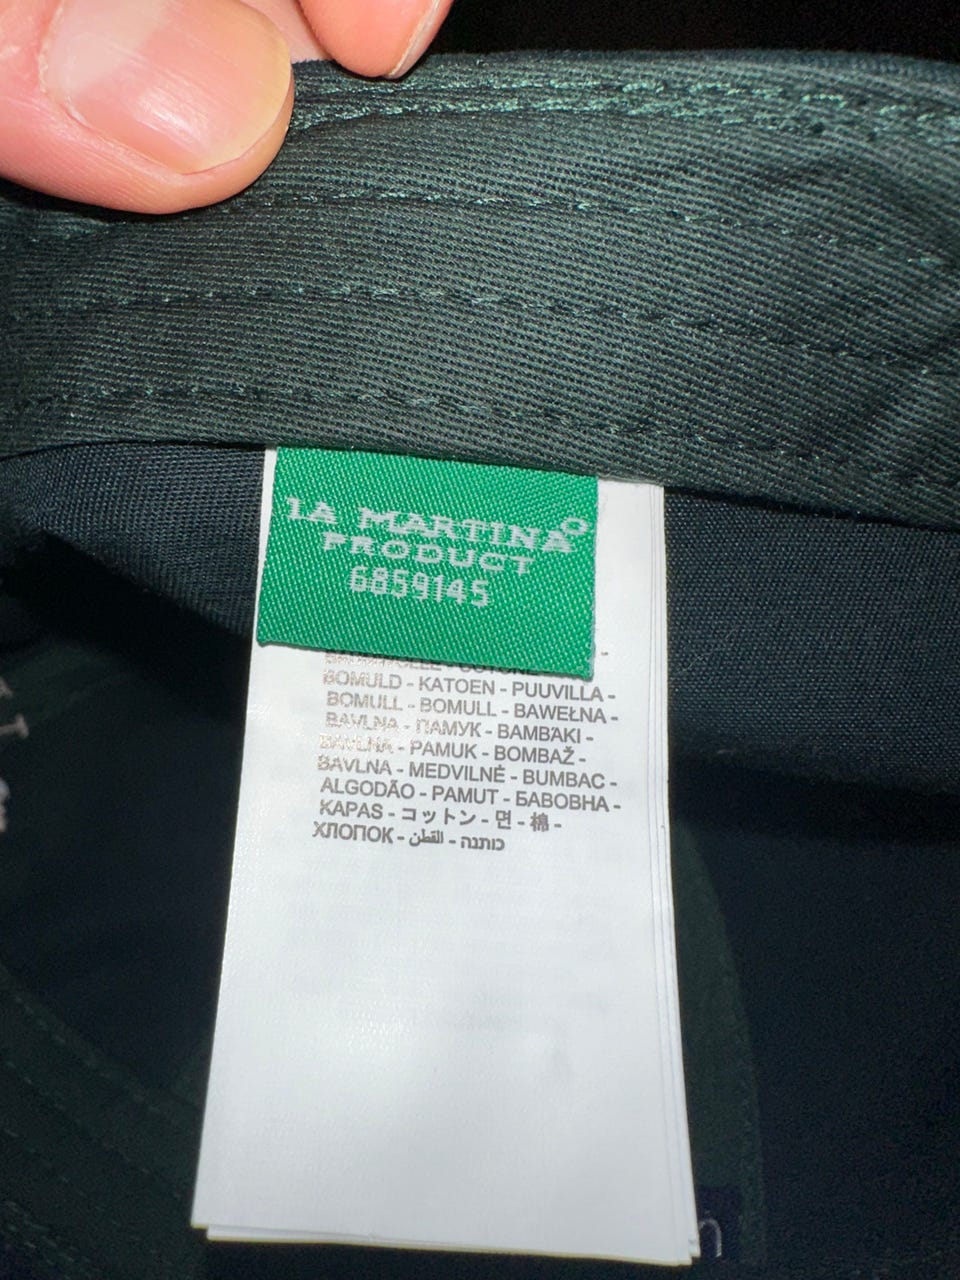 LA MARTINA
PRODUCT
6859145
BOMULD - KATOEN - PUUVILLA -
BOMULL - BOMULL - BAWEŁNA -
BAVLNA - ПАМУК - ΒΑΜΒΑΚΙ -
BAVLNA - PAMUK - BOMBAŽ -
BAVLNA - MEDVILNĖ - BUMBAC -
ALGODÃO - PAMUT - БАВОВНА -
KAPAS - コットン - 면 - 棉 -
ХЛОПОК - القطن - כותנה